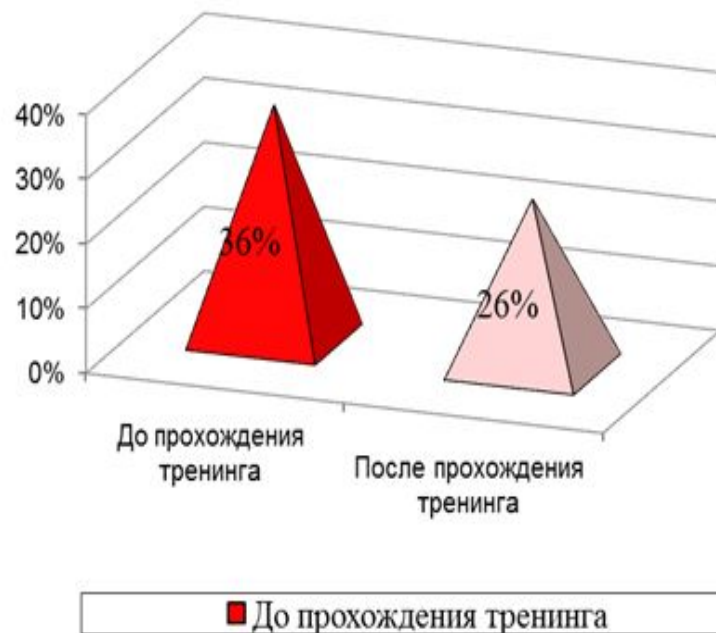 40%
30%
20%
10%
0%
36%
26%
До прохождения
тренинга
После прохождения
тренинга
До прохождения тренинга